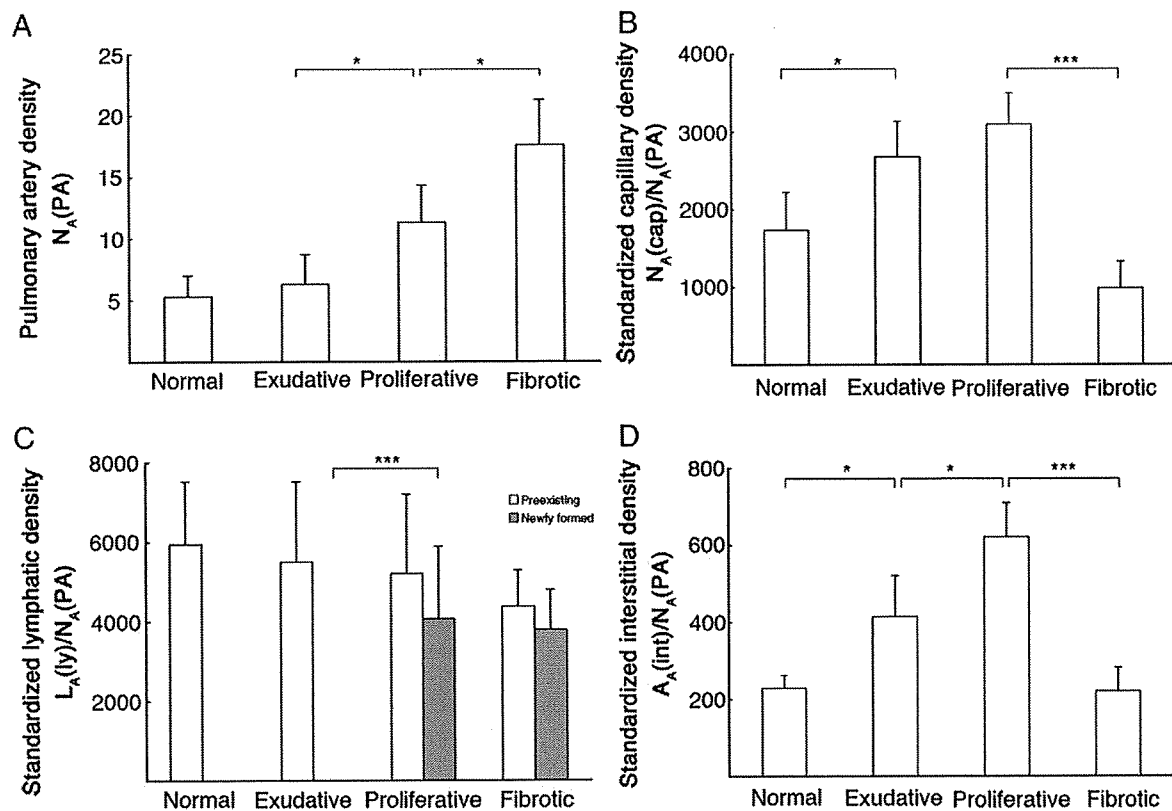 A
Pulmonary artery density
N_A(PA)
25
20
15
10
5
*
*
Normal Exudative Proliferative Fibrotic
B
Standardized capillary density
N_A(cap)/N_A(PA)
4000
3000
2000
1000
*
***
Normal Exudative Proliferative Fibrotic
C
Standardized lymphatic density
L_A(ly)/N_A(PA)
8000
6000
4000
2000
***
Preexisting
Newly formed
Normal Exudative Proliferative Fibrotic
D
Standardized interstitial density
A_A(int)/N_A(PA)
800
600
400
200
*
*
***
Normal Exudative Proliferative Fibrotic